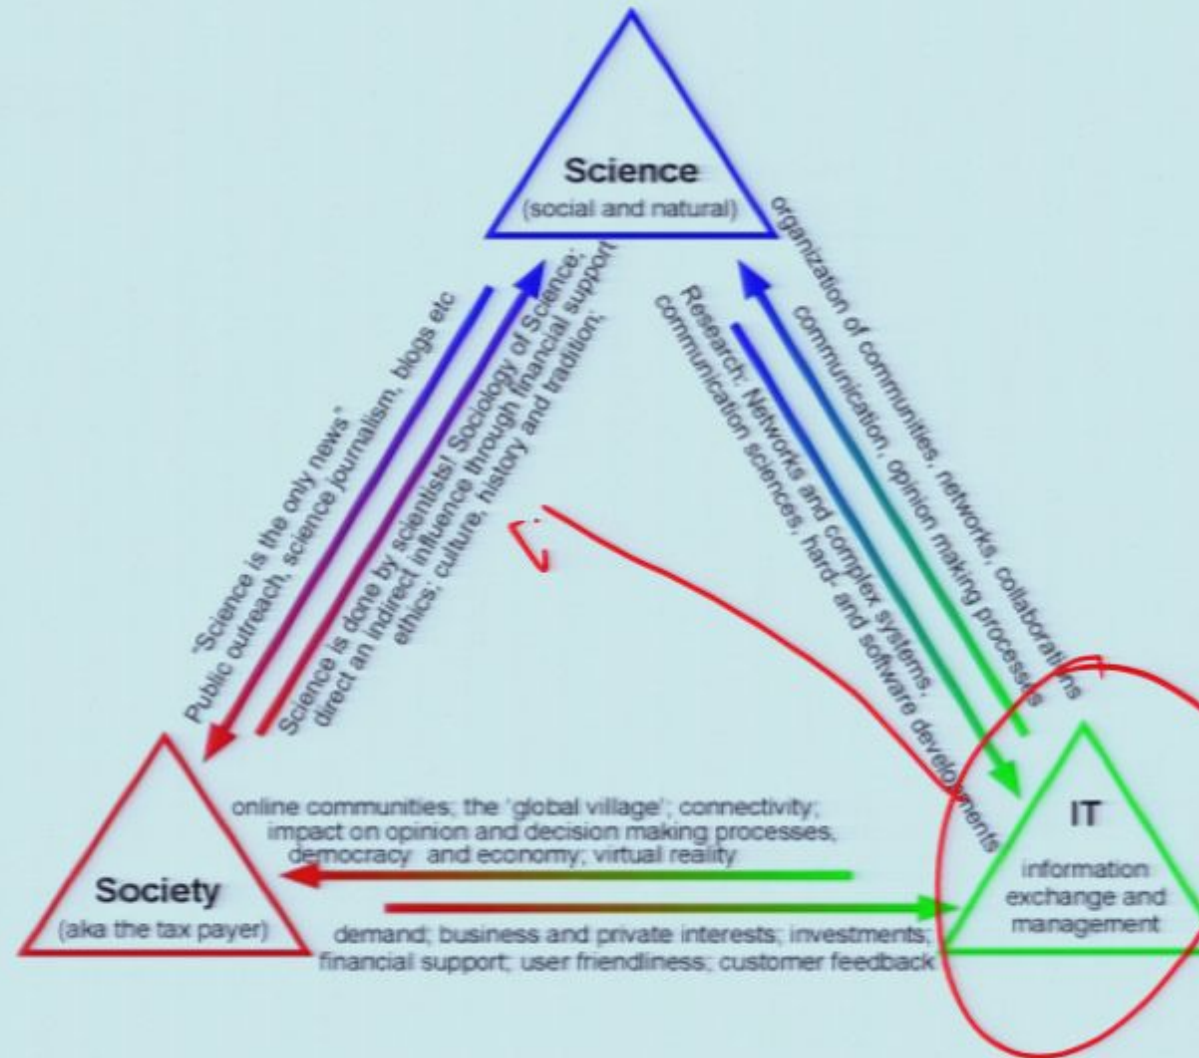 Science
(social and natural)
"Science is the only news"
Public outreach, science journalism, blogs etc
Science is done by scientists! Sociology of Science;
direct an indirect influence through financial support
ethics; culture, history and tradition;
organization of communities, networks, collaborations
communication, opinion making processes
Research: Networks and complex systems,
communication sciences, hard- and software developments
online communities; the 'global village'; connectivity;
impact on opinion and decision making processes,
democracy and economy; virtual reality
Society
(aka the tax payer)
IT
information
exchange and
management
demand; business and private interests; investments;
financial support; user friendliness; customer feedback